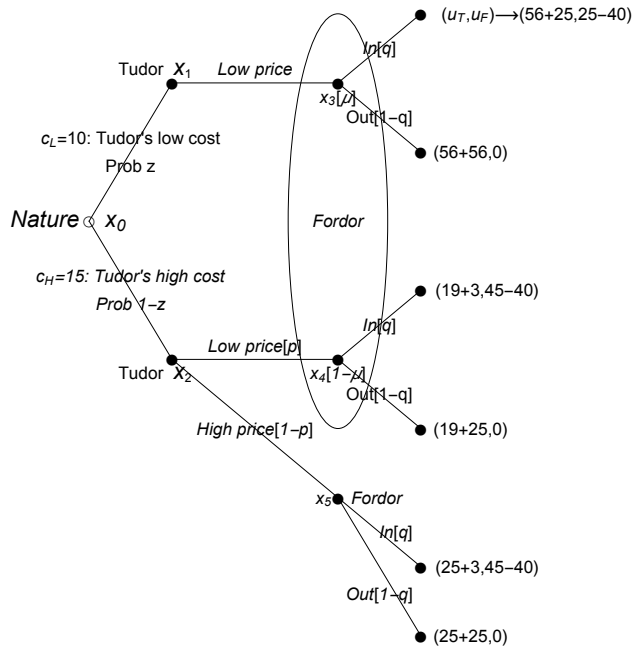 (u_T,u_F)→(56+25,25−40)
In[q]
Tudor x_1
Low price
x_3[μ]
Out[1−q]
c_L=10: Tudor's low cost
(56+56,0)
Prob z
Nature x_0
Fordor
c_H=15: Tudor's high cost
(19+3,45−40)
Prob 1−z
In[q]
Low price[p]
Tudor x_2
x_4[1−μ]
Out[1−q]
High price[1−p]
(19+25,0)
x_5 Fordor
In[q]
(25+3,45−40)
Out[1−q]
(25+25,0)